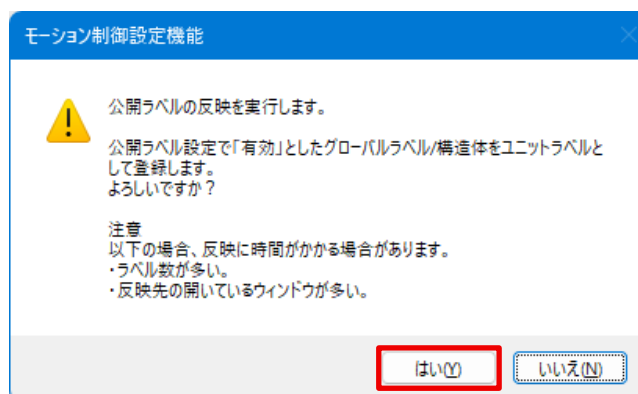 モーション制御設定機能
公開ラベルの反映を実行します。
公開ラベル設定で「有効」としたグローバルラベル/構造体をユニットラベルと
して登録します。
よろしいですか？
注意
以下の場合、反映に時間がかかる場合があります。
・ラベル数が多い。
・反映先の開いているウィンドウが多い。
はい(Y)
いいえ(N)